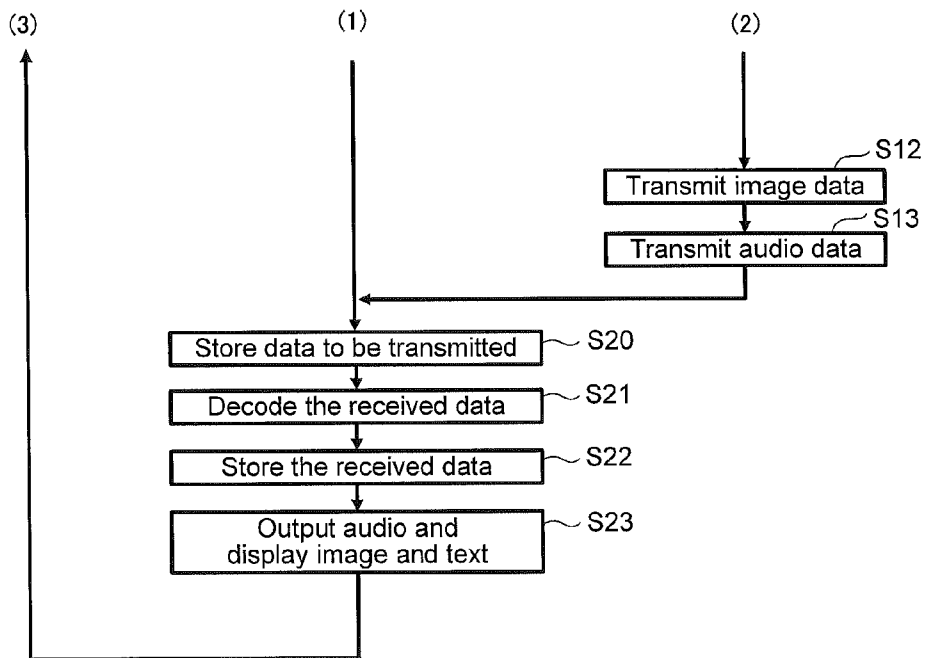 (3)
(1)
(2)
S12
Transmit image data
S13
Transmit audio data
Store data to be transmitted
S20
Decode the received data
S21
Store the received data
S22
Output audio and
display image and text
S23